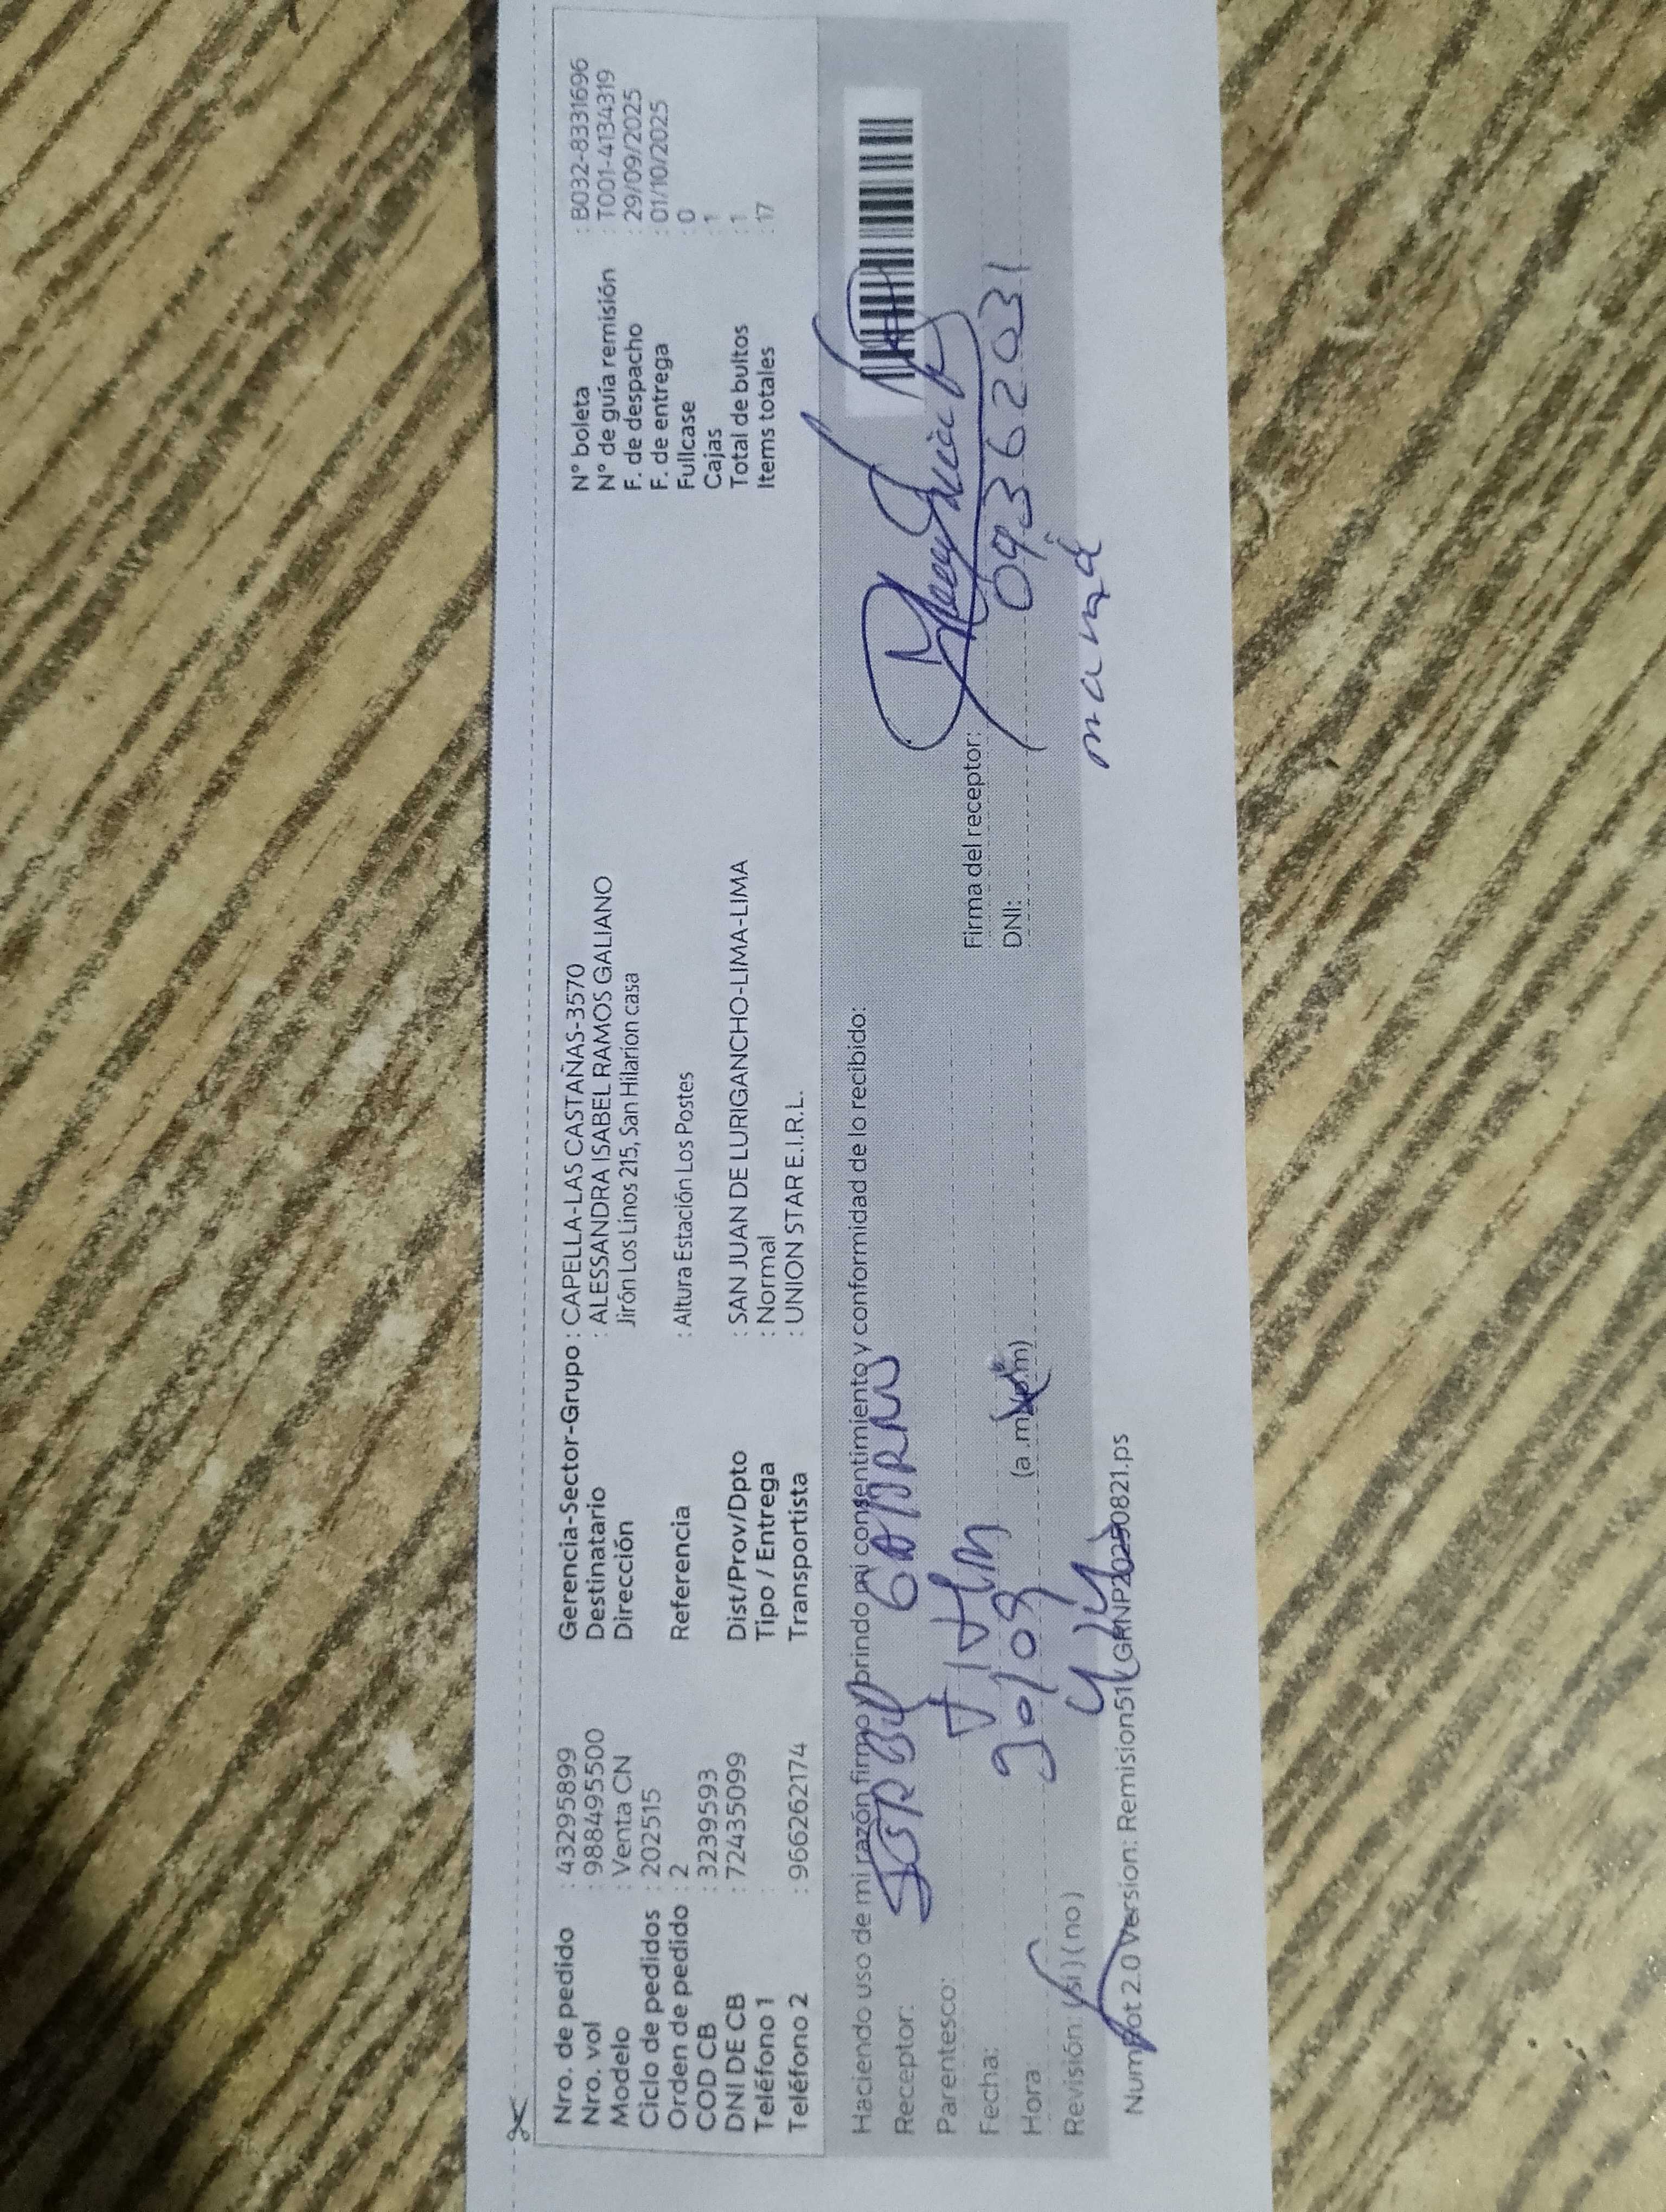 Nro. de pedido : 43295899
Nro. vol : 988495500
Modelo : Venta CN
Ciclo de pedidos : 202515
Orden de pedido : 2
COD CB : 3239593
DNI DE CB : 72435099
Teléfono 1 :
Teléfono 2 : 966262174
Gerencia-Sector-Grupo : CAPELLA-LAS CASTAÑAS-3570
Destinatario : ALESSANDRA ISABEL RAMOS GALIANO
Dirección Jirón Los Linos 215, San Hilarion casa
Referencia : Altura Estación Los Postes
Dist/Prov/Dpto : SAN JUAN DE LURIGANCHO-LIMA-LIMA
Tipo / Entrega : Normal
Transportista : UNION STAR E.I.R.L.
N° boleta : B032-8331696
N° de guía remisión : T001-4134319
F. de despacho : 29/09/2025
F. de entrega : 01/10/2025
Fullcase : 0
Cajas : 1
Total de bultos : 1
Items totales : 17
Haciendo uso de mi razón firmo y brindo mi consentimiento y conformidad de lo recibido:
Receptor:
Parentesco:
Fecha:
Hora (a.m)(p.m)
Revisión: (si) (no)
Firma del receptor:
DNI: 09362031
mamá
Numdot 2.0 Version: Remision51(GRNP20250821.ps